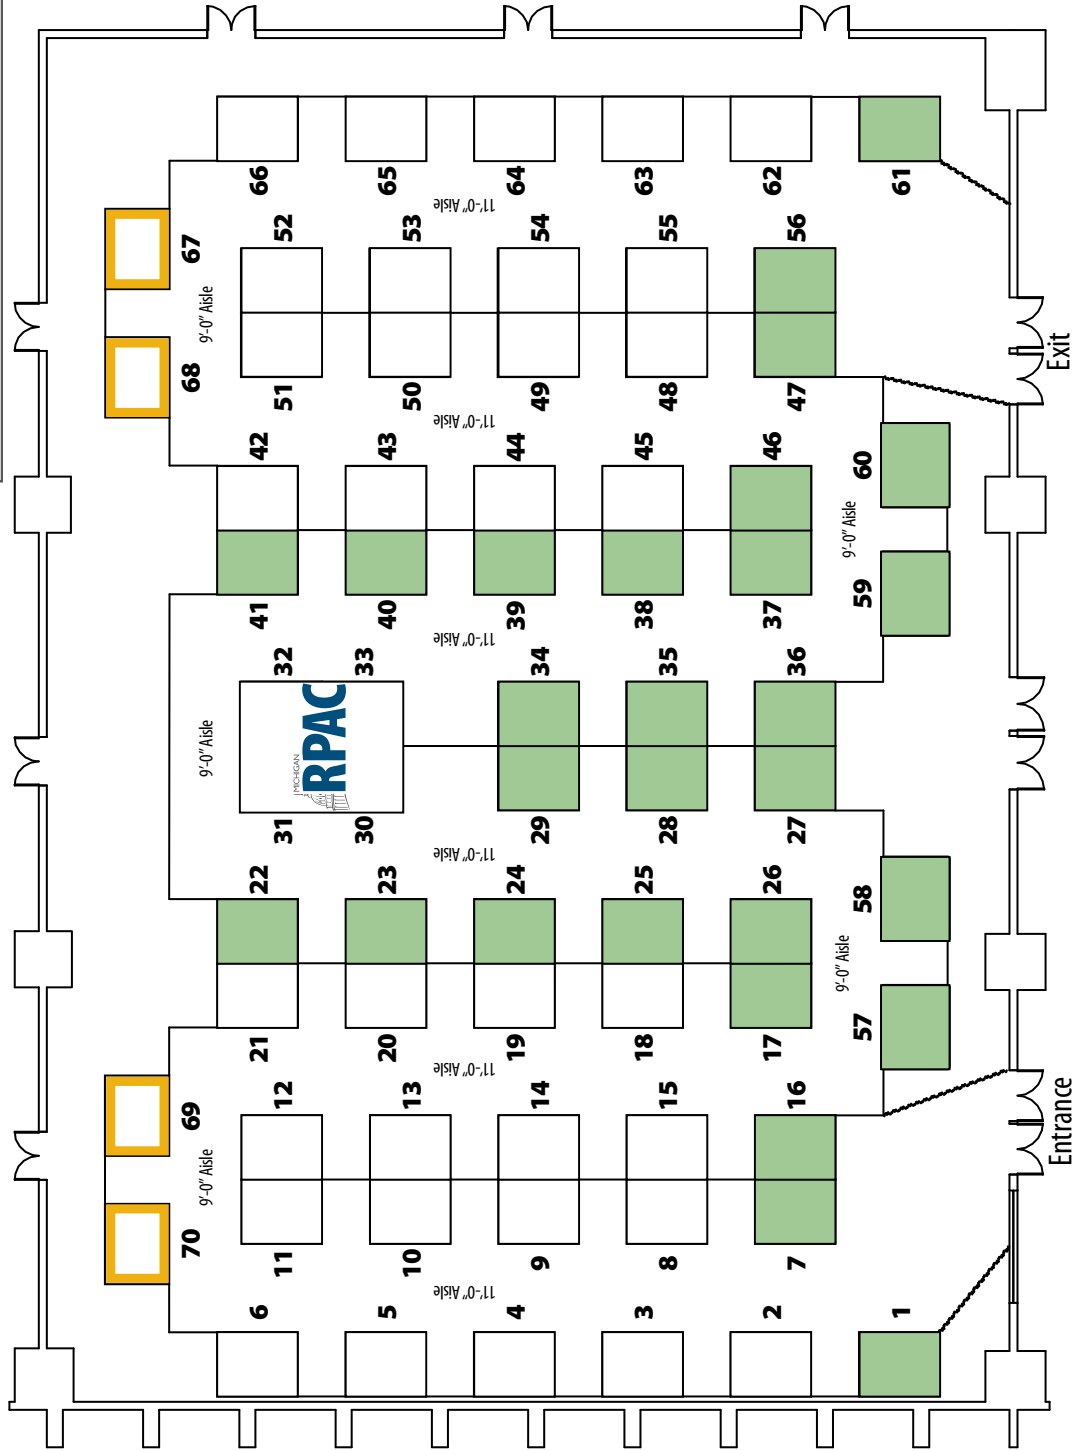 70 69 68 67
9'-0" Aisle 9'-0" Aisle 9'-0" Aisle
6 21 22 41 42 66
11 12 31 32 51 52
MICHIGAN
RPAC
30 33
5 20 23 40 43 65
10 13 50 53
11'-0" Aisle 11'-0" Aisle 11'-0" Aisle 11'-0" Aisle 11'-0" Aisle 11'-0" Aisle
4 19 24 39 44 64
9 14 29 34 49 54
3 18 25 38 45 63
8 15 28 35 48 55
2 17 26 37 46 62
7 16 27 36 47 56
9'-0" Aisle 9'-0" Aisle
57 58 59 60
1 61
Entrance Exit